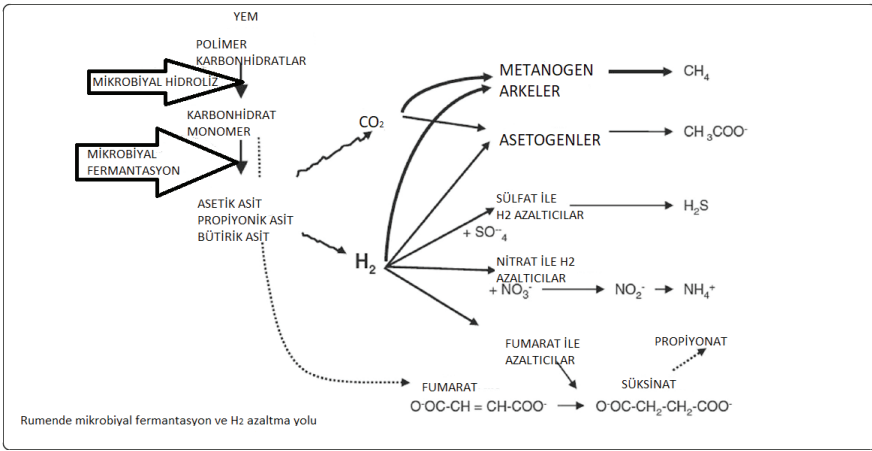 YEM
POLİMER
KARBONHİDRATLAR
MİKROBİYAL HİDROLİZ
KARBONHİDRAT
MONOMER
MİKROBİYAL
FERMANTASYON
ASETİK ASİT
PROPİYONİK ASİT
BÜTİRİK ASİT
CO₂
H₂
METANOGEN
ARKELER
CH₄
ASETOGENLER
CH₃COO⁻
SÜLFAT İLE
H2 AZALTICILAR
+ SO⁻⁻₄
H₂S
NİTRAT İLE H2
AZALTICILAR
+ NO₃⁻
NO₂⁻
NH₄⁺
FUMARAT İLE
AZALTICILAR
PROPİYONAT
FUMARAT
SÜKSİNAT
O⁻OC-CH = CH-COO⁻
O⁻OC-CH₂-CH₂-COO⁻
Rumende mikrobiyal fermantasyon ve H₂ azaltma yolu